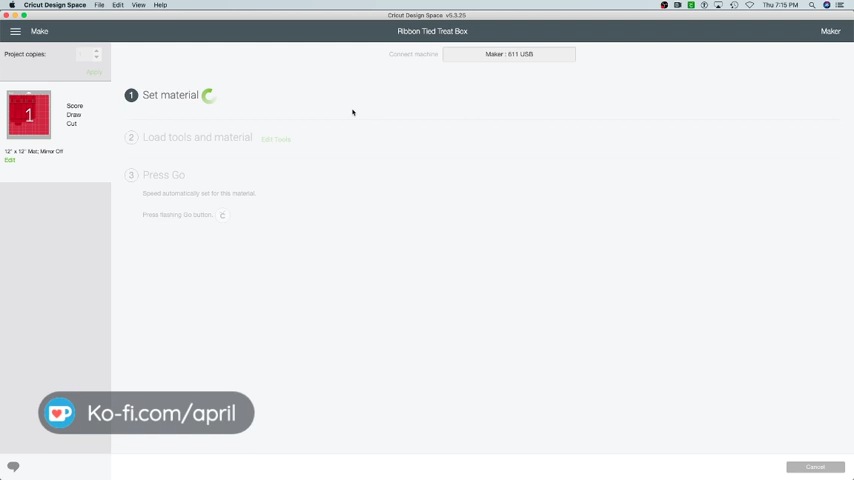 Cricut Design Space File Edit View Help
Thu 7:15 PM
Cricut Design Space v5.3.25
Make
Ribbon Tied Treat Box
Maker
Project copies:
Apply
Connect machine
Maker : 611 USB
1
Score
Draw
Cut
12" x 12" Mat; Mirror Off
Edit
1 Set material
2 Load tools and material Edit Tools
3 Press Go
Speed automatically set for this material.
Press flashing Go button.
Ko-fi.com/april
Cancel